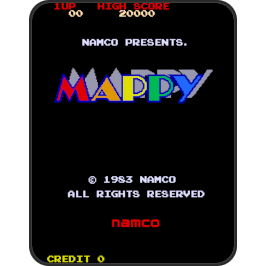 1UP HIGH SCORE
00 20000
NAMCO PRESENTS.
MAPPY
© 1983 NAMCO
ALL RIGHTS RESERVED
namco
CREDIT 0